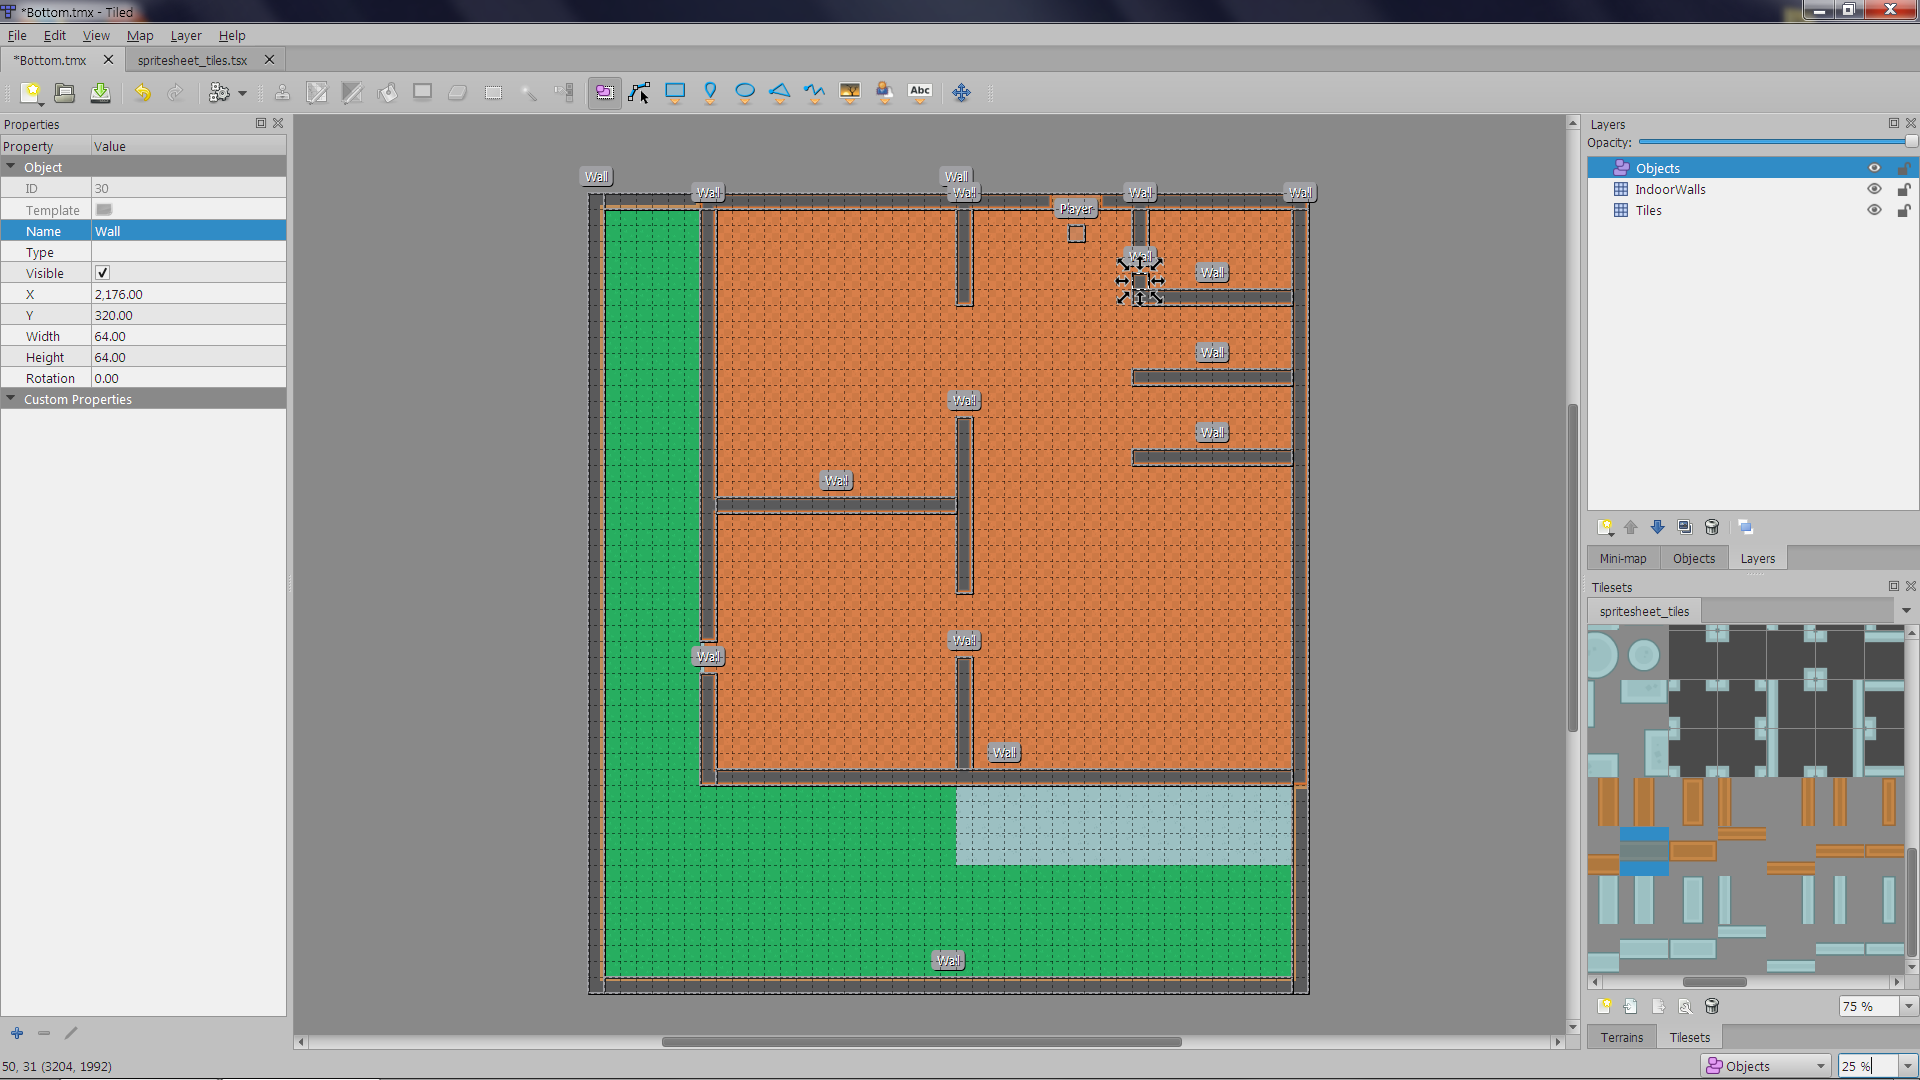 *Bottom.tmx - Tiled
File Edit View Map Layer Help
*Bottom.tmx spritesheet_tiles.tsx
Abc
Properties
Property Value
Object
ID 30
Template
Name Wall
Type
Visible
X 2,176.00
Y 320.00
Width 64.00
Height 64.00
Rotation 0.00
Custom Properties
Wall Wall
Wall Wall Wall Wall
Player
Wall
Wall
Wall
Wall
Wall
Wall
Wall
Wall
Wall
Wall
Layers
Opacity:
Objects
IndoorWalls
Tiles
Mini-map Objects Layers
Tilesets
spritesheet_tiles
75 %
Terrains Tilesets
50, 31 (3204, 1992)
Objects 25 %